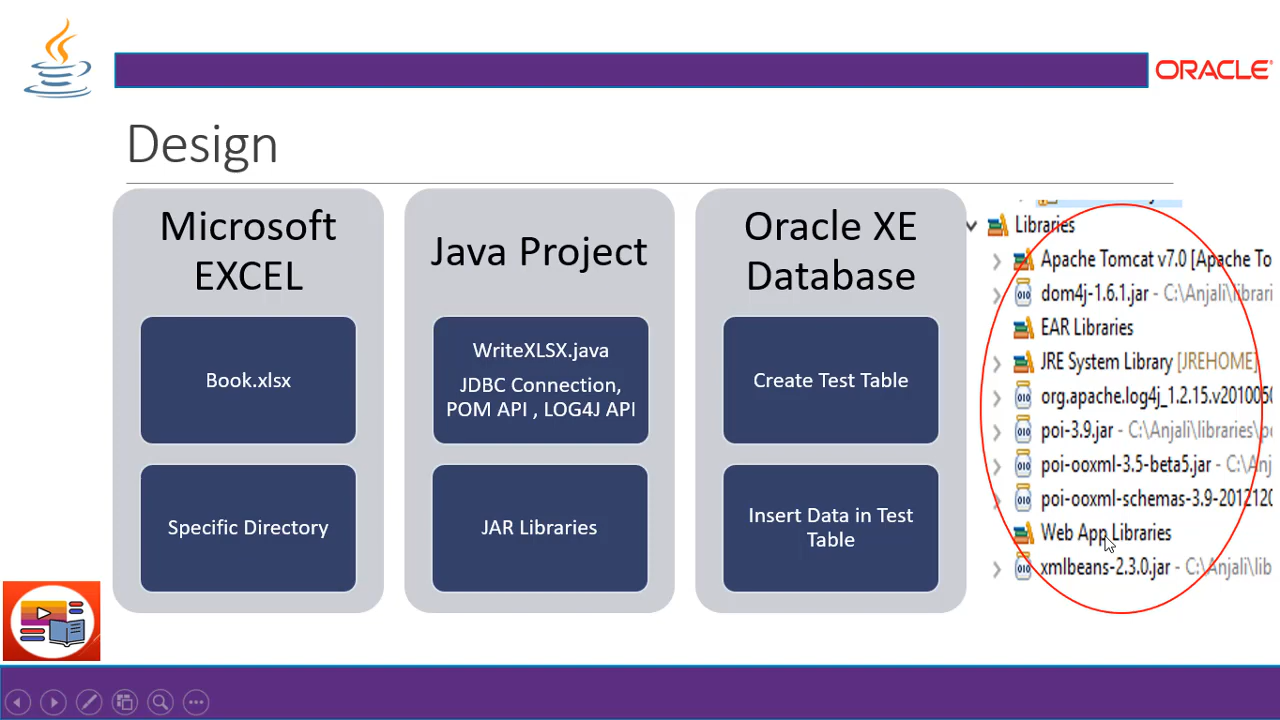 ORACLE
Design
Microsoft
EXCEL
Book.xlsx
Specific Directory
Java Project
WriteXLSX.java
JDBC Connection,
POM API , LOG4J API
JAR Libraries
Oracle XE
Database
Create Test Table
Insert Data in Test
Table
Libraries
Apache Tomcat v7.0 [Apache To
dom4j-1.6.1.jar - C:\Anjali\librari
EAR Libraries
JRE System Library [JREHOME]
org.apache.log4j_1.2.15.v2010050
poi-3.9.jar - C:\Anjali\libraries\po
poi-ooxml-3.5-beta5.jar - C:\Anj
poi-ooxml-schemas-3.9-2012120
Web App Libraries
xmlbeans-2.3.0.jar - C:\Anjali\lib